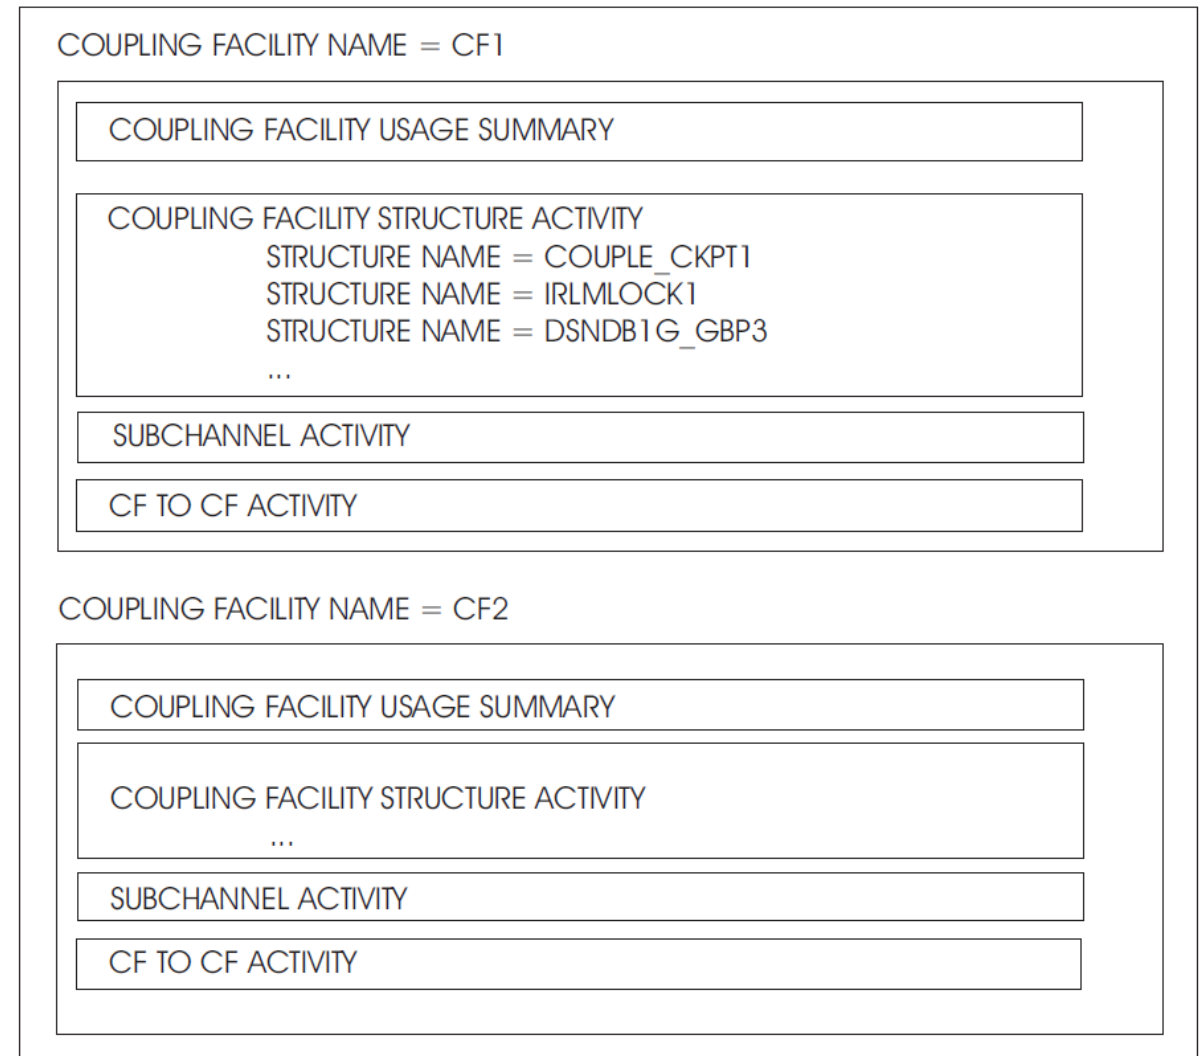 COUPLING FACILITY NAME = CF1
COUPLING FACILITY USAGE SUMMARY
COUPLING FACILITY STRUCTURE ACTIVITY
STRUCTURE NAME = COUPLE_CKPT1
STRUCTURE NAME = IRLMLOCK1
STRUCTURE NAME = DSNDB1G_GBP3
...
SUBCHANNEL ACTIVITY
CF TO CF ACTIVITY
COUPLING FACILITY NAME = CF2
COUPLING FACILITY USAGE SUMMARY
COUPLING FACILITY STRUCTURE ACTIVITY
...
SUBCHANNEL ACTIVITY
CF TO CF ACTIVITY